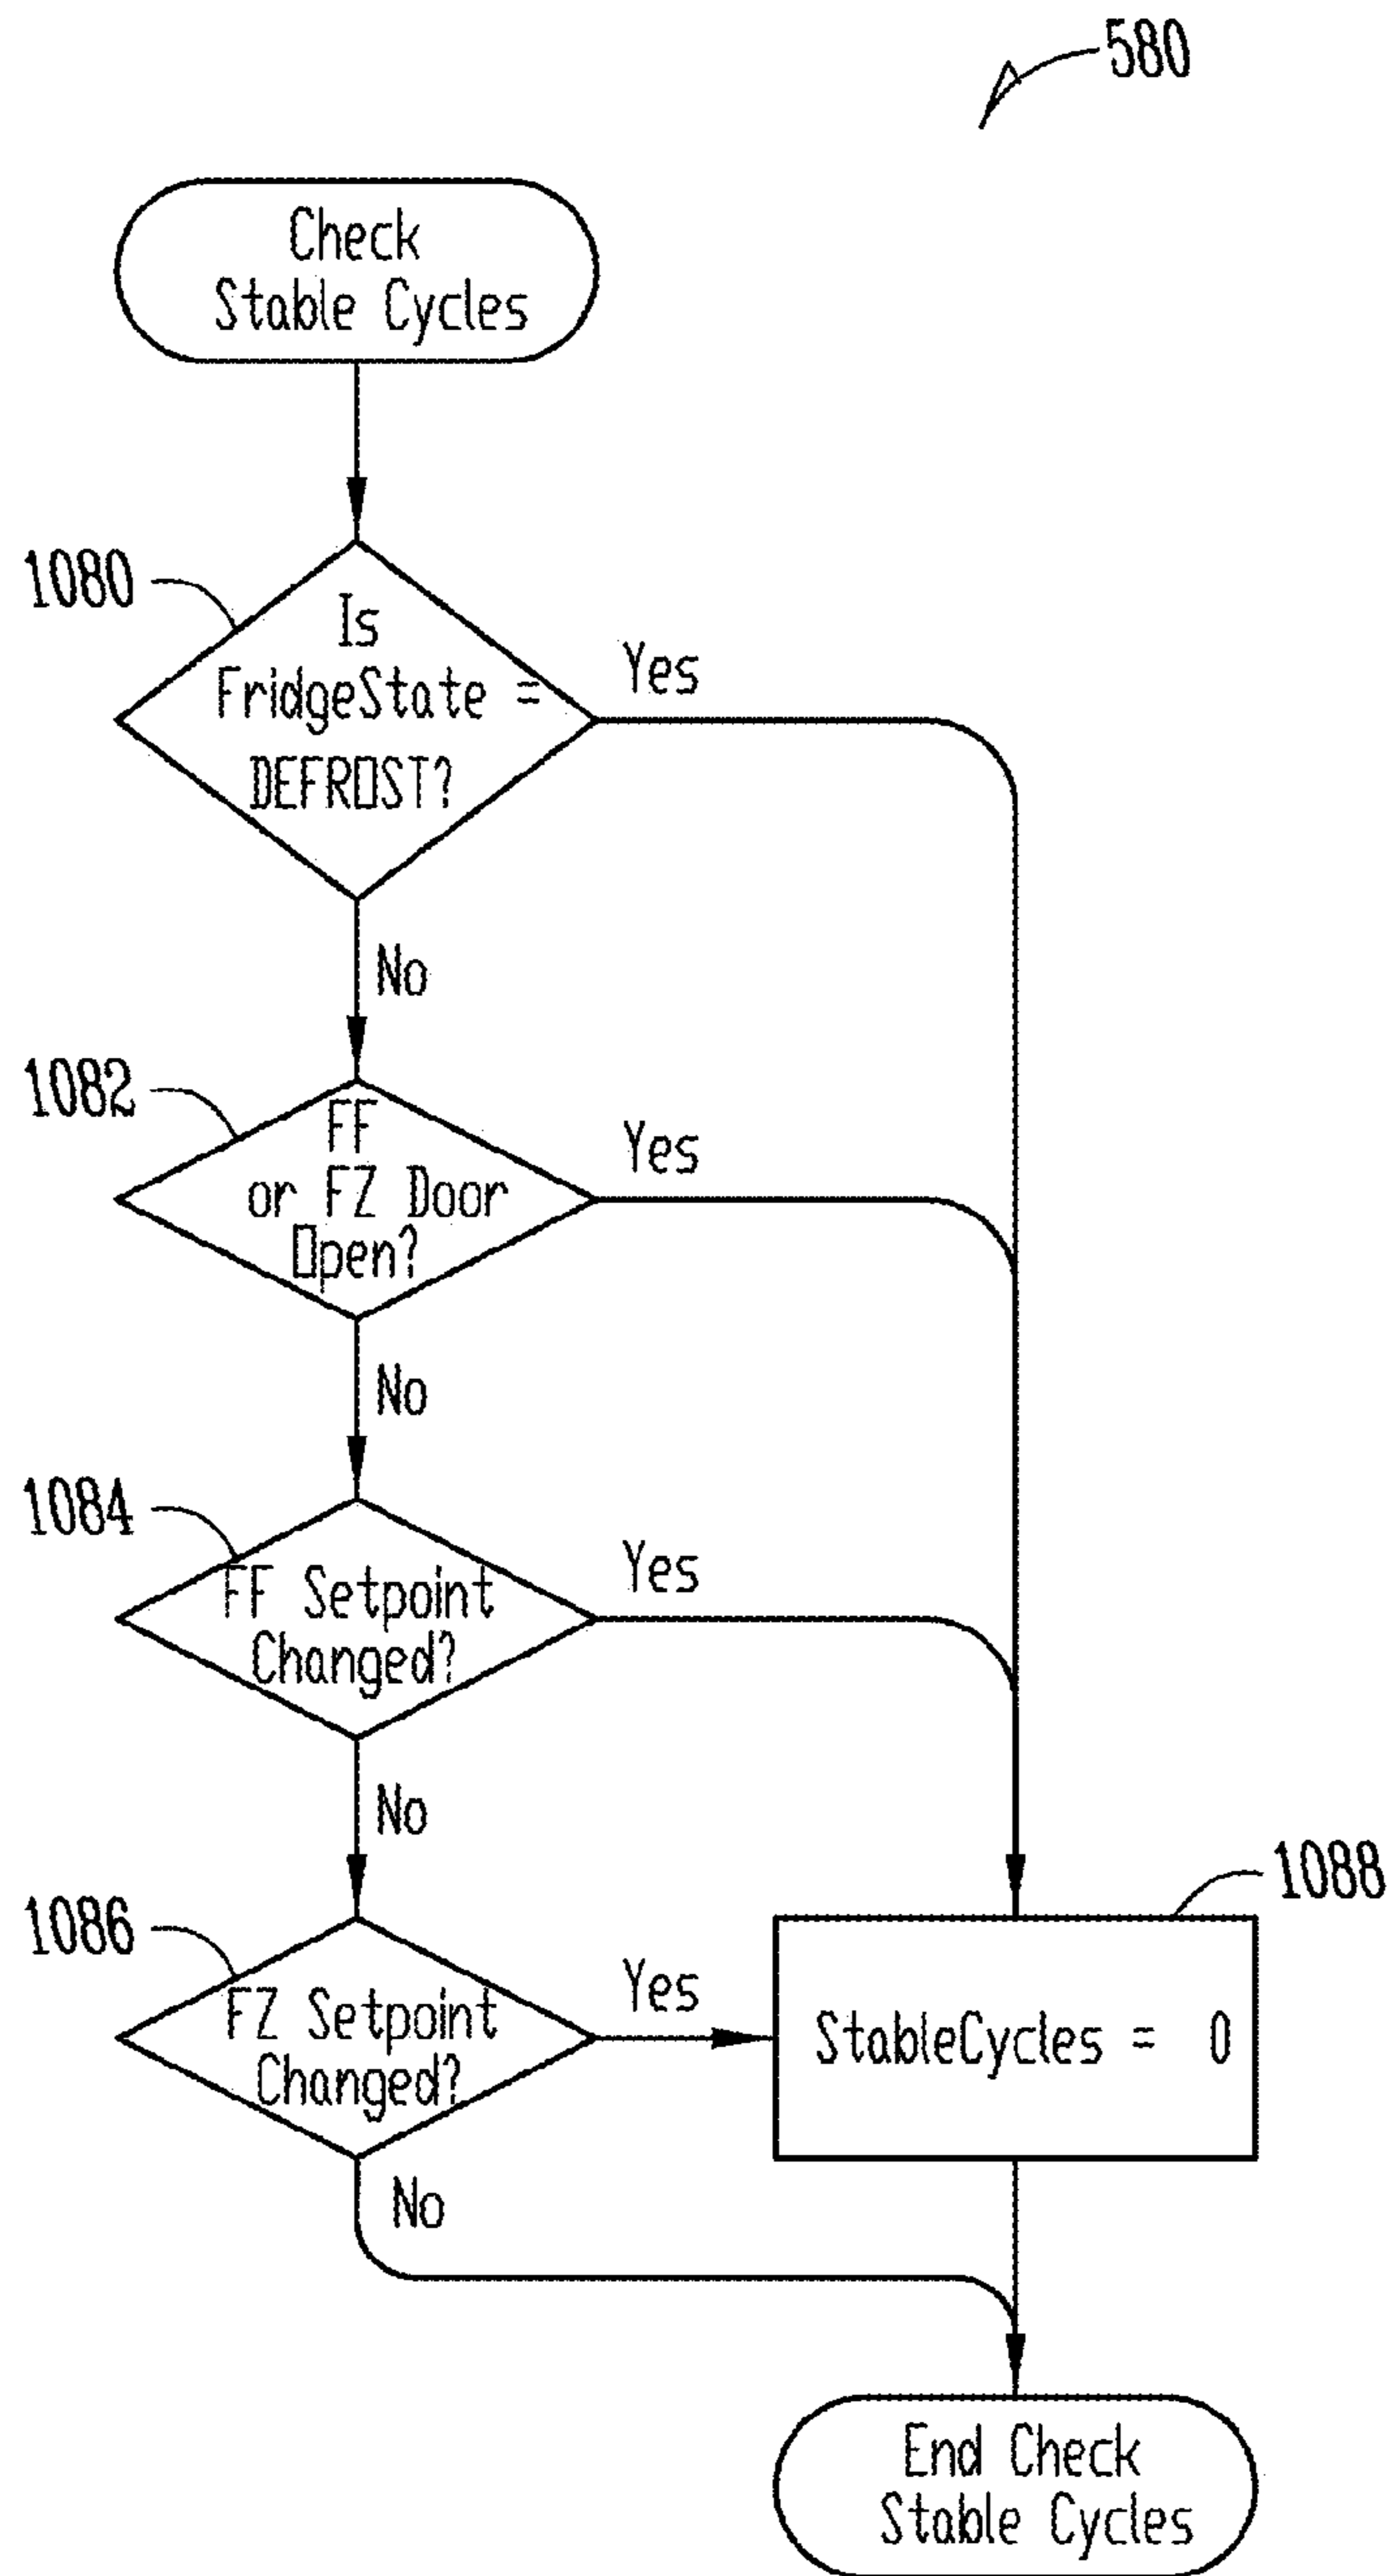 580
Check
Stable Cycles
1080
Is
FridgeState =
DEFROST?
Yes
No
1082
FF
or FZ Door
Open?
Yes
No
1084
FF Setpoint
Changed?
Yes
No
1086
FZ Setpoint
Changed?
Yes
1088
StableCycles = 0
No
End Check
Stable Cycles